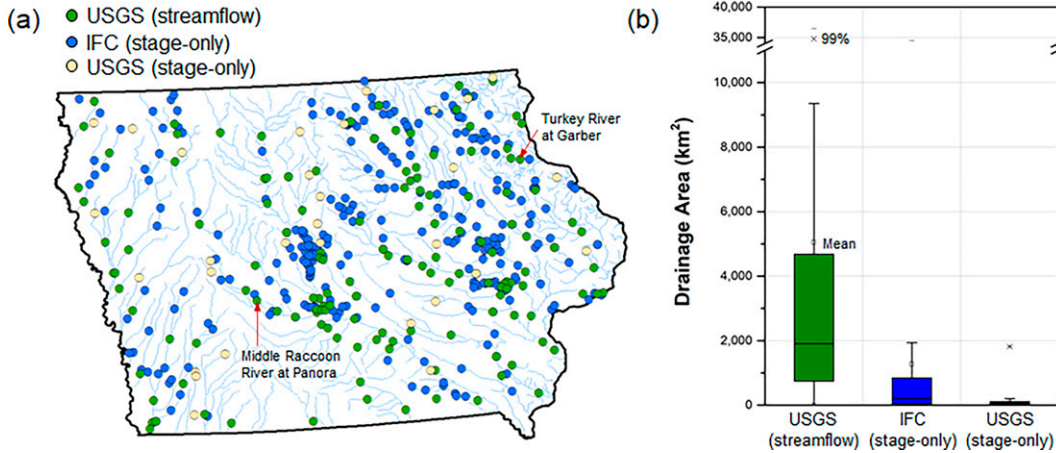 (a)
USGS (streamflow)
IFC (stage-only)
USGS (stage-only)
Turkey River
at Garber
Middle Raccoon
River at Panora
(b)
Drainage Area (km²)
40,000
35,000
10,000
8,000
6,000
4,000
2,000
0
99%
Mean
USGS
(streamflow)
IFC
(stage-only)
USGS
(stage-only)